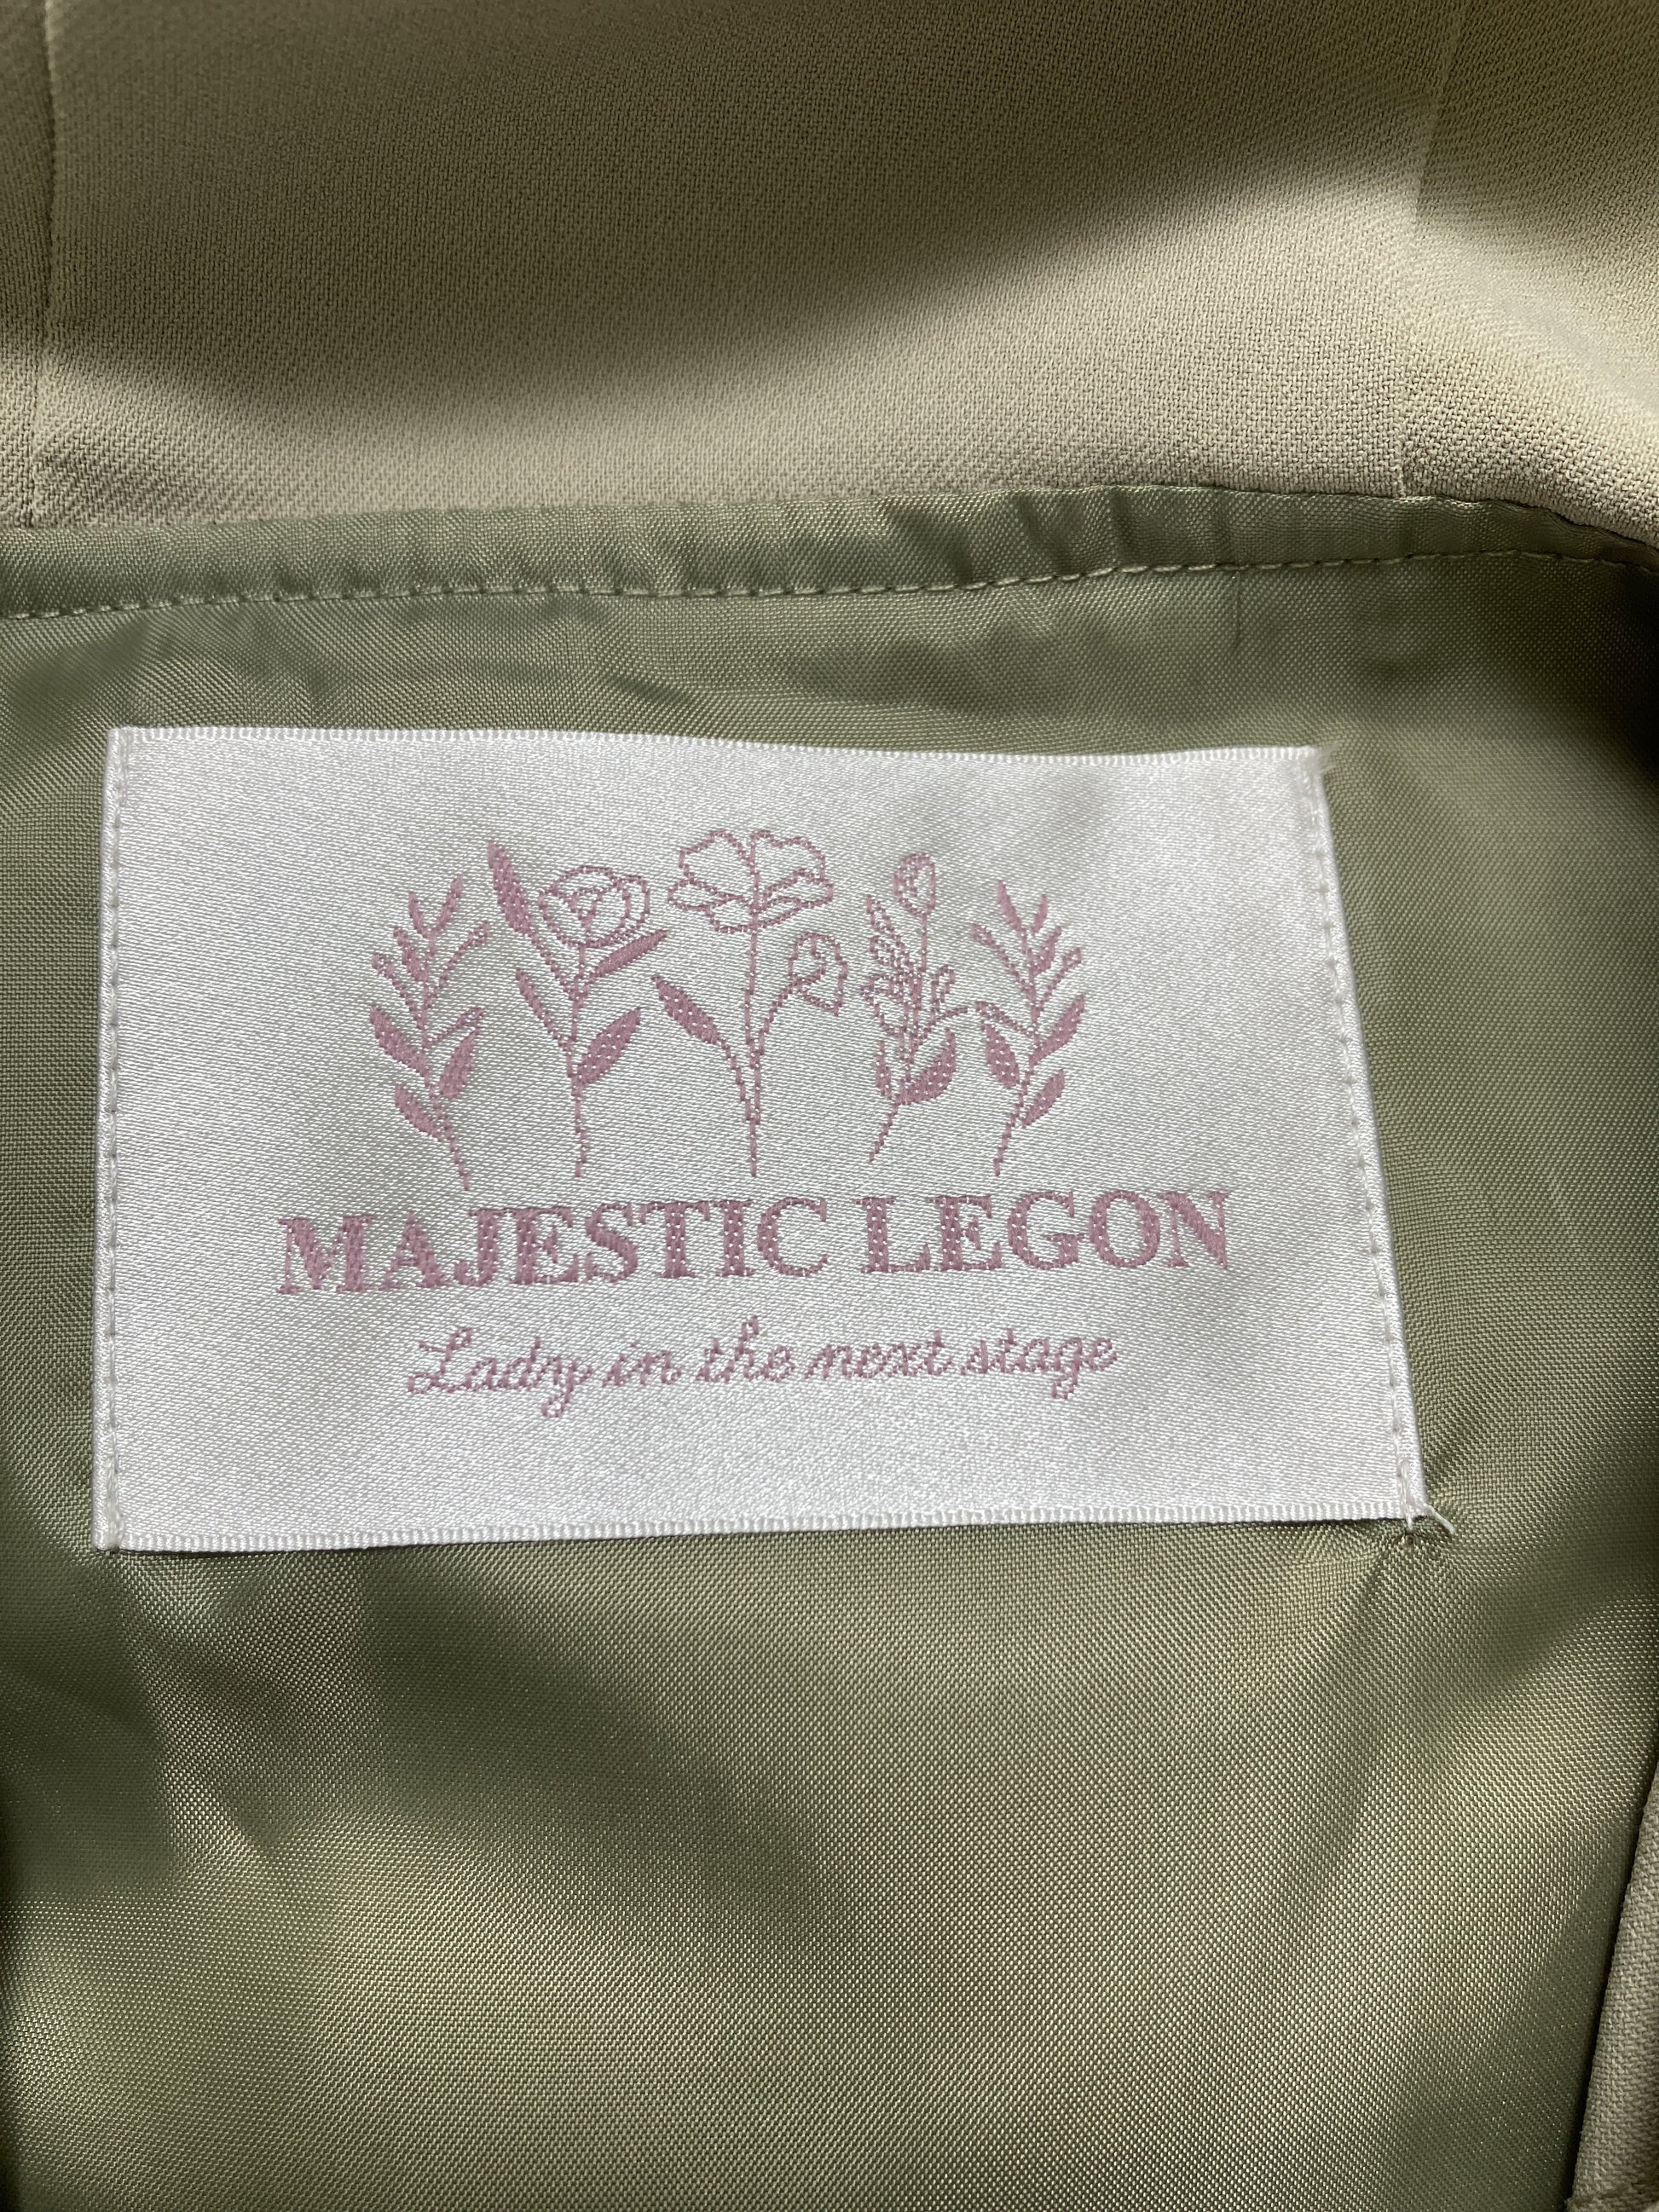 MAJESTIC LEGON
Lady in the next stage